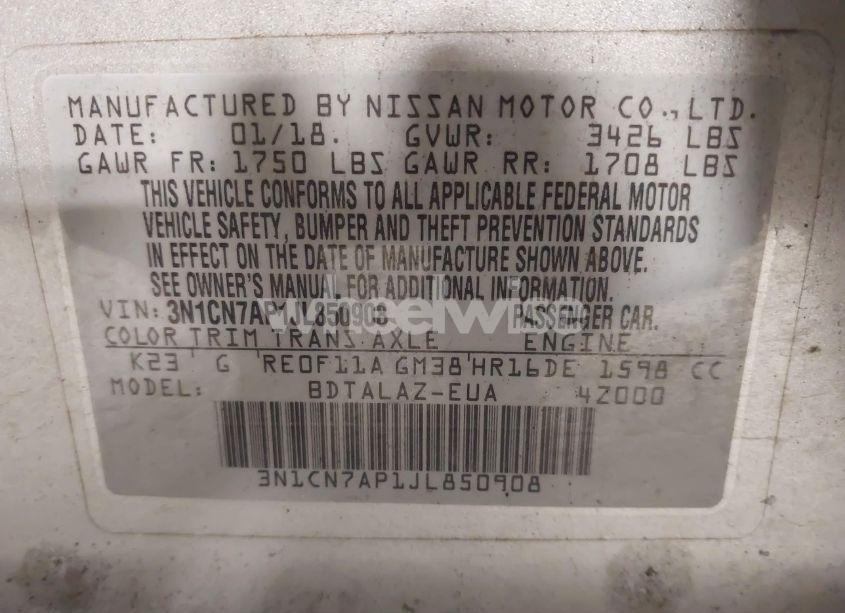 MANUFACTURED BY NISSAN MOTOR CO., LTD.
DATE: 01/18. GVWR: 3426 LBS
GAWR FR: 1750 LBS GAWR RR: 1708 LBS
THIS VEHICLE CONFORMS TO ALL APPLICABLE FEDERAL MOTOR
VEHICLE SAFETY, BUMPER AND THEFT PREVENTION STANDARDS
IN EFFECT ON THE DATE OF MANUFACTURE SHOWN ABOVE.
SEE OWNER'S MANUAL FOR ADDITIONAL INFORMATION.
VIN: 3N1CN7AP1JL850908 PASSENGER CAR.
COLOR TRIM TRANS AXLE ENGINE
K23 G RE0F11A GM38 HR16DE 1598 CC
MODEL: BDTALAZ-EUA 42000
3N1CN7AP1JL850908